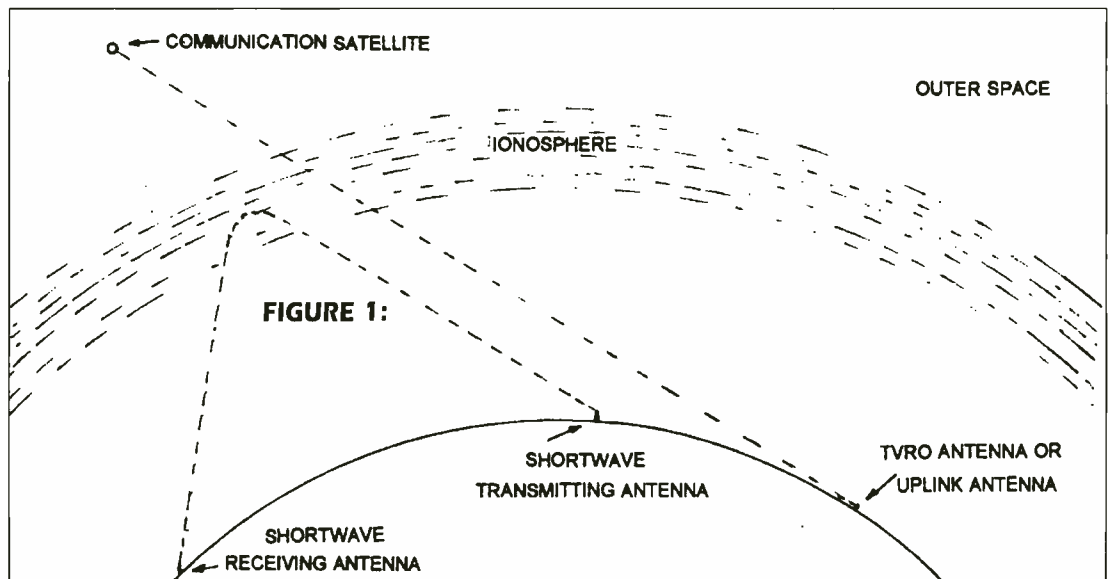 COMMUNICATION SATELLITE
OUTER SPACE
IONOSPHERE
FIGURE 1:
SHORTWAVE
TRANSMITTING ANTENNA
TVRO ANTENNA OR
UPLINK ANTENNA
SHORTWAVE
RECEIVING ANTENNA